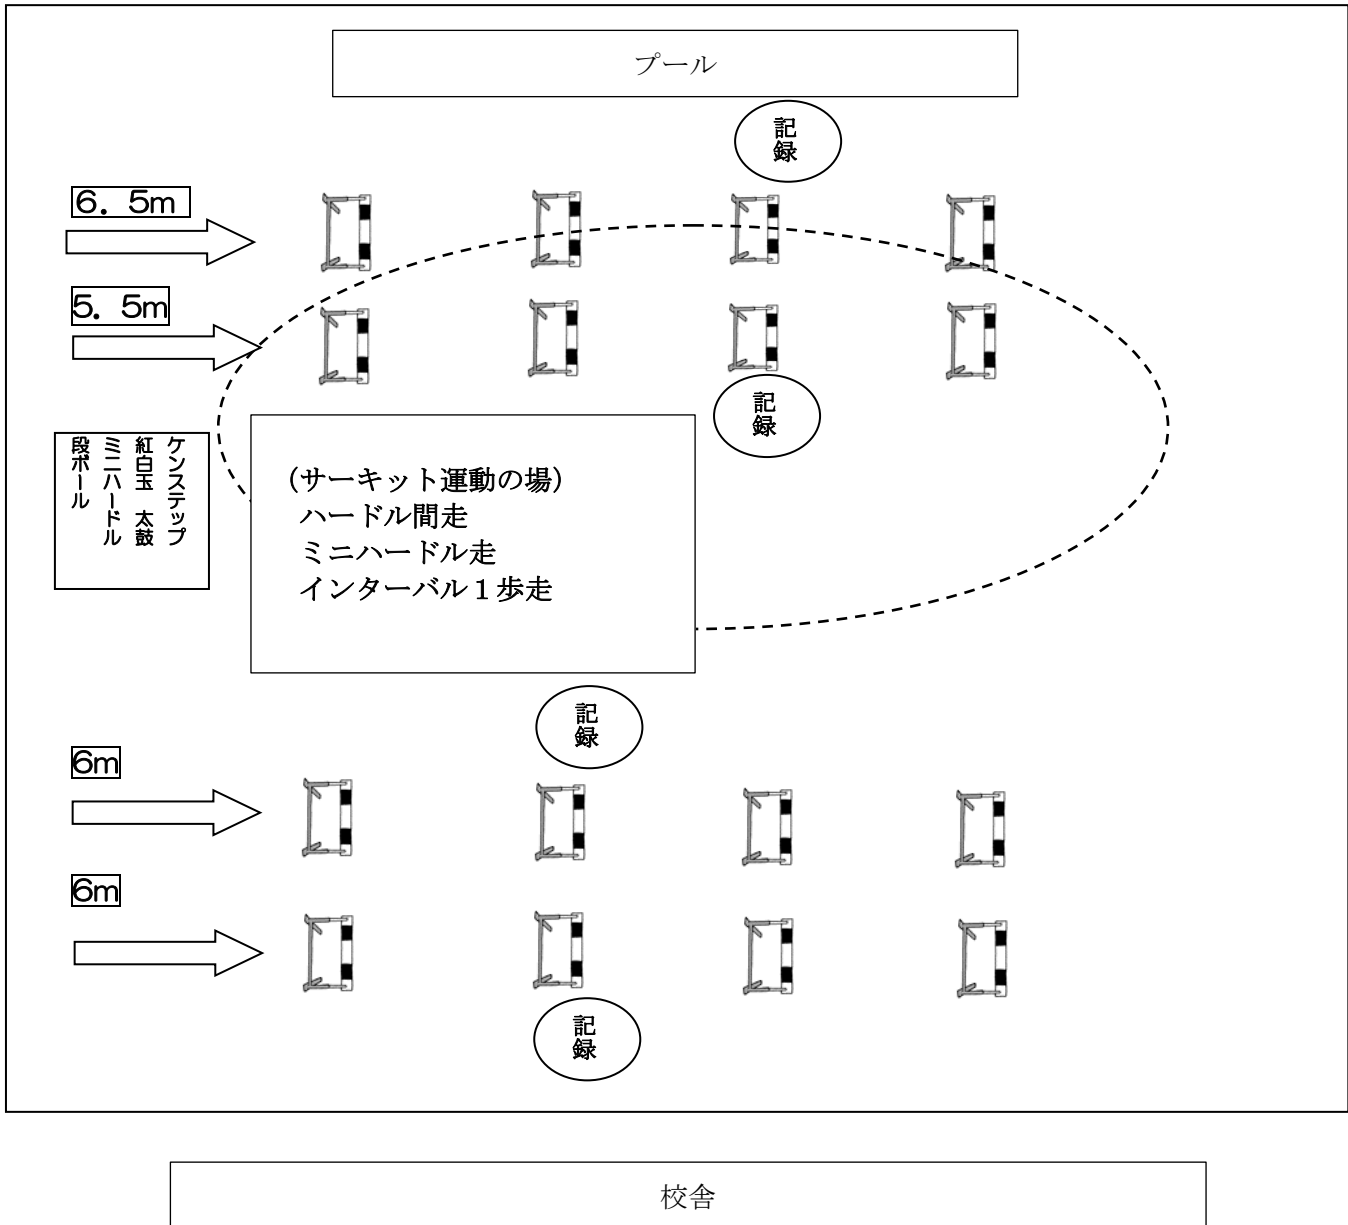 プール
記録
６．５ｍ
５．５ｍ
記録
ケンステップ
紅白玉　太鼓
ミニハードル
段ボール
（サーキット運動の場）
ハードル間走
ミニハードル走
インターバル１歩走
記録
６ｍ
６ｍ
記録
校舎